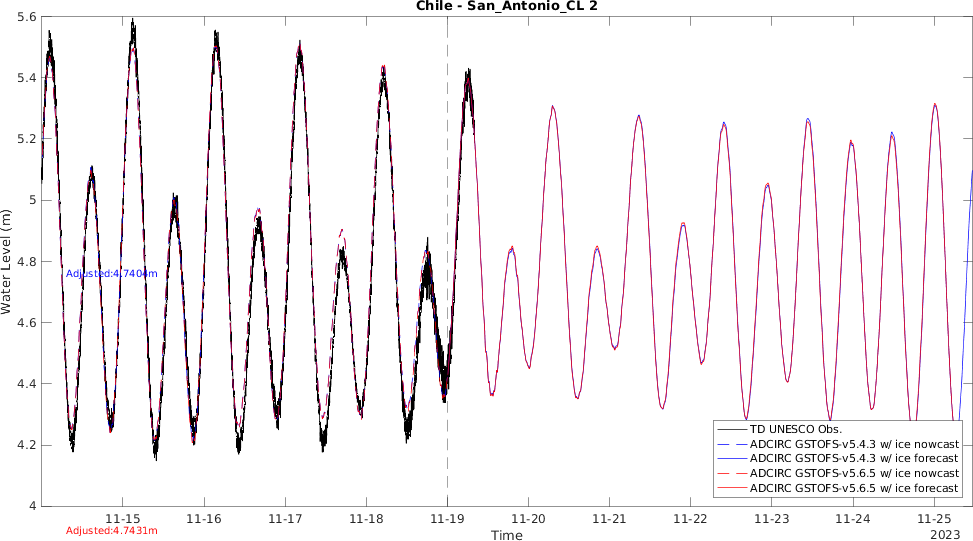 Chile - San_Antonio_CL 2
5.6
5.4
5.2
5
4.8
4.6
4.4
4.2
4
Water Level (m)
Adjusted:4.7404m
TD UNESCO Obs.
ADCIRC GSTOFS-v5.4.3 w/ ice nowcast
ADCIRC GSTOFS-v5.4.3 w/ ice forecast
ADCIRC GSTOFS-v5.6.5 w/ ice nowcast
ADCIRC GSTOFS-v5.6.5 w/ ice forecast
11-15 11-16 11-17 11-18 11-19 11-20 11-21 11-22 11-23 11-24 11-25
Adjusted:4.7431m
Time
2023